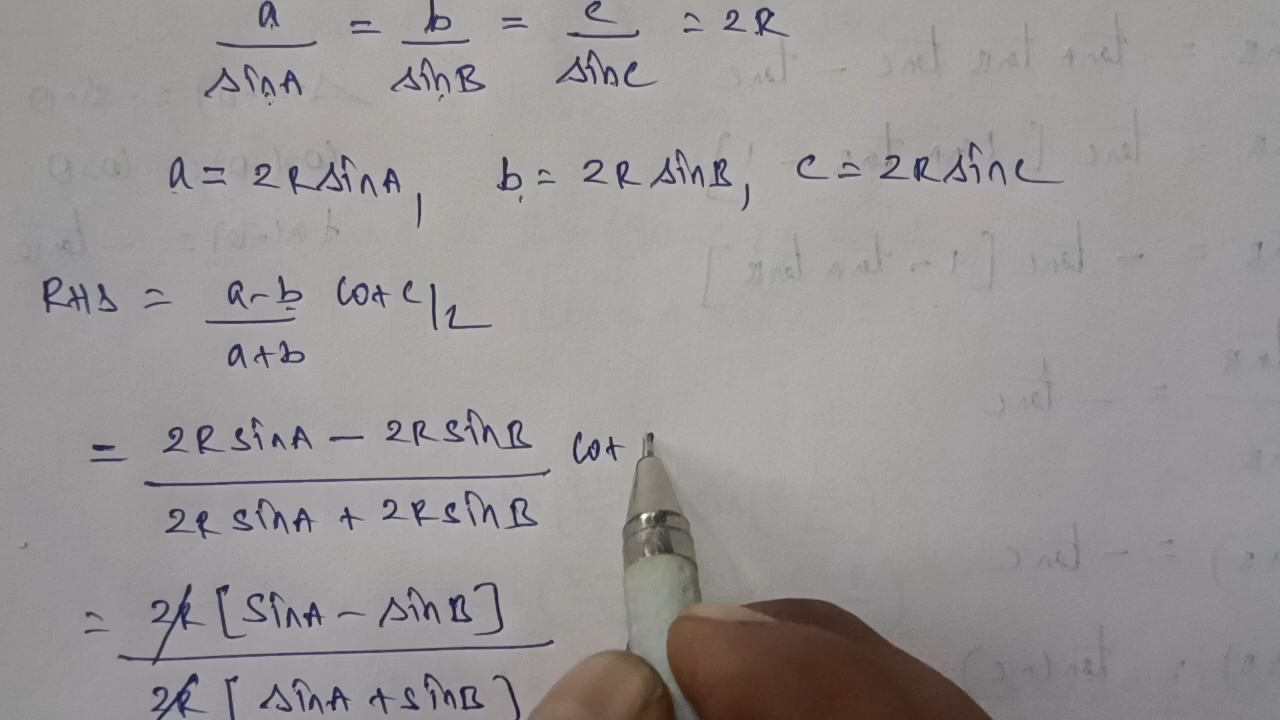 a/sinA = b/sinB = c/sinC = 2R
a = 2R sinA, b = 2R sinB, c = 2R sinC
RHS = a-b/a+b cot c/2
= 2R sinA - 2R sinB/2R sinA + 2R sinB cot
= 2R [sinA - sinB]/2R [sinA + sinB]